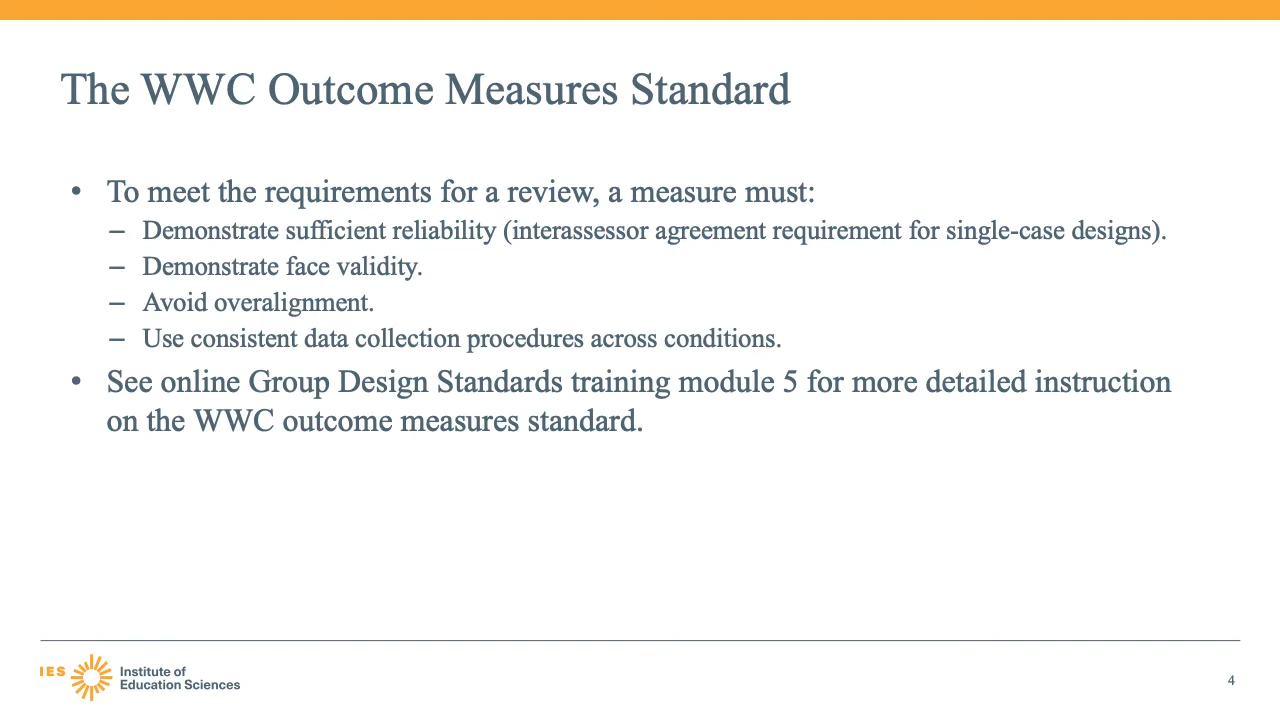 The WWC Outcome Measures Standard
• To meet the requirements for a review, a measure must:
– Demonstrate sufficient reliability (interassessor agreement requirement for single-case designs).
– Demonstrate face validity.
– Avoid overalignment.
– Use consistent data collection procedures across conditions.
• See online Group Design Standards training module 5 for more detailed instruction
on the WWC outcome measures standard.
IES
Institute of
Education Sciences
4